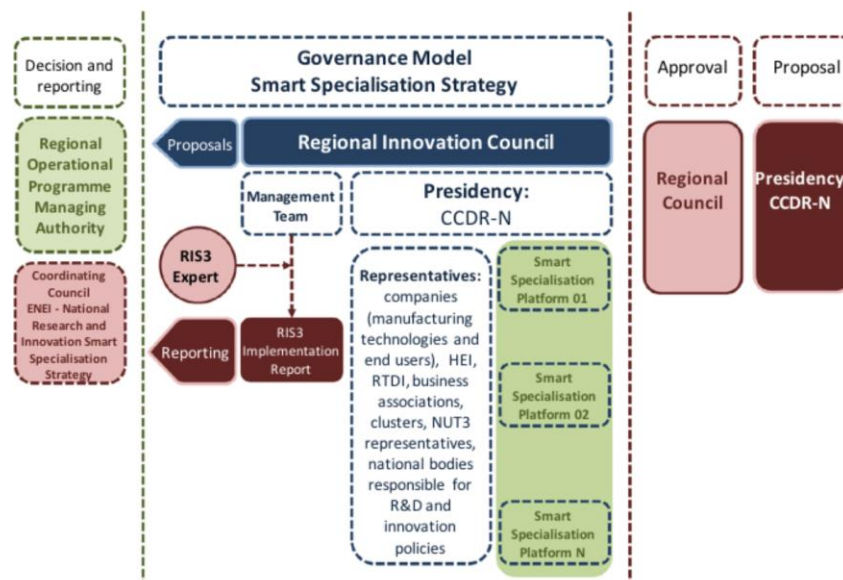 Decision and
reporting
Regional
Operational
Programme
Managing
Authority
Coordinating
Council
ENEI - National
Research and
Innovation Smart
Specialisation
Strategy
Governance Model
Smart Specialisation Strategy
Proposals
Regional Innovation Council
Management
Team
Presidency:
CCDR-N
RIS3
Expert
Reporting
RIS3
Implementation
Report
Representatives:
companies
(manufacturing
technologies and
end users), HEI,
RTDI, business
associations,
clusters, NUT3
representatives,
national bodies
responsible for
R&D and
innovation
policies
Smart
Specialisation
Platform 01
Smart
Specialisation
Platform 02
Smart
Specialisation
Platform N
Approval
Proposal
Regional
Council
Presidency
CCDR-N